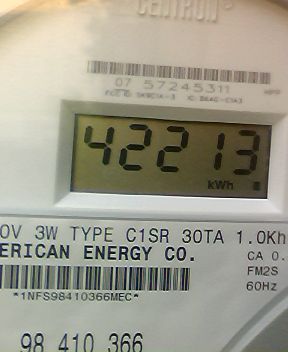 CENTRON
07 57245311
42213
kWh
0V 3W TYPE C1SR 30TA 1.0Kh
ERICAN ENERGY CO.
CA 0.
FM2S
60Hz
*1NFS98410366MEC*
98 410 366